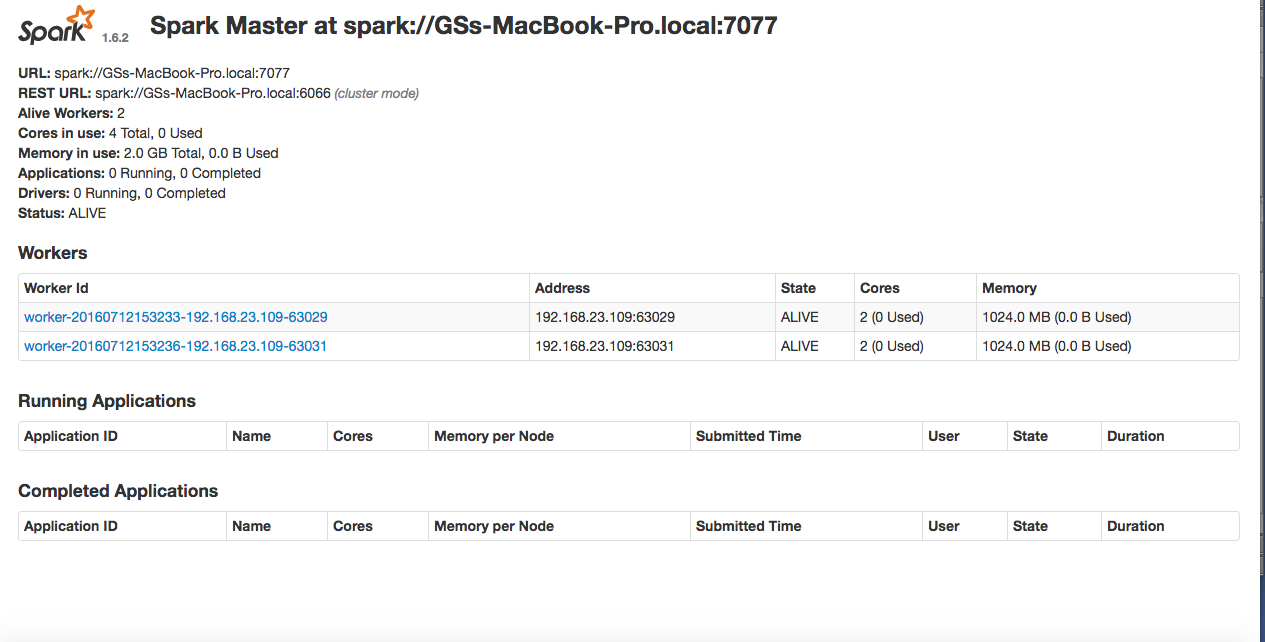 Spark 1.6.2 Spark Master at spark://GSs-MacBook-Pro.local:7077
URL: spark://GSs-MacBook-Pro.local:7077
REST URL: spark://GSs-MacBook-Pro.local:6066 (cluster mode)
Alive Workers: 2
Cores in use: 4 Total, 0 Used
Memory in use: 2.0 GB Total, 0.0 B Used
Applications: 0 Running, 0 Completed
Drivers: 0 Running, 0 Completed
Status: ALIVE
Workers
Worker Id Address State Cores Memory
worker-20160712153233-192.168.23.109-63029 192.168.23.109:63029 ALIVE 2 (0 Used) 1024.0 MB (0.0 B Used)
worker-20160712153236-192.168.23.109-63031 192.168.23.109:63031 ALIVE 2 (0 Used) 1024.0 MB (0.0 B Used)
Running Applications
Application ID Name Cores Memory per Node Submitted Time User State Duration
Completed Applications
Application ID Name Cores Memory per Node Submitted Time User State Duration